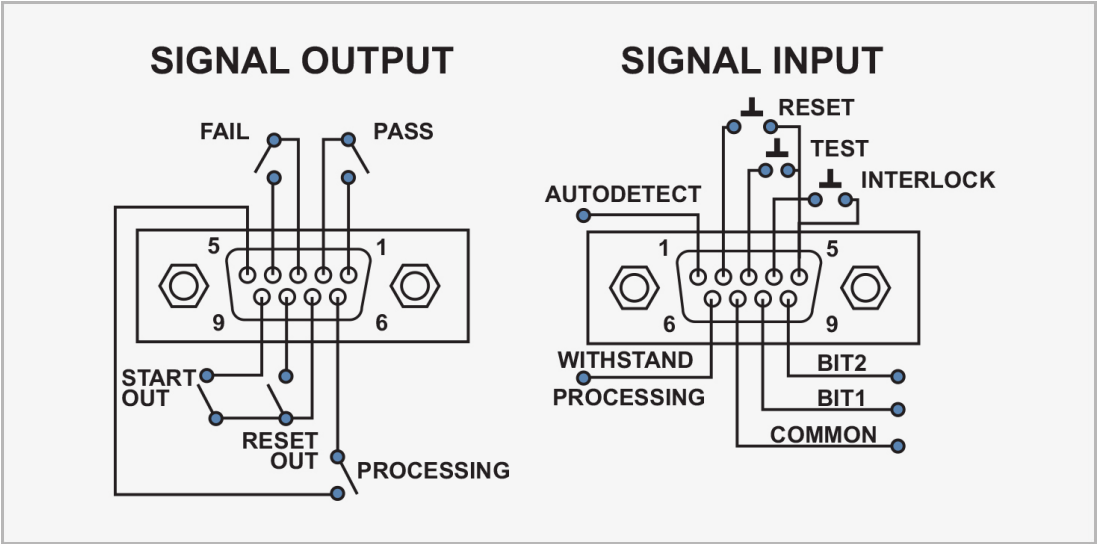 SIGNAL OUTPUT
FAIL
PASS
5
1
9
6
START
OUT
RESET
OUT
PROCESSING
SIGNAL INPUT
RESET
TEST
INTERLOCK
AUTODETECT
1
5
6
9
WITHSTAND
PROCESSING
BIT2
BIT1
COMMON